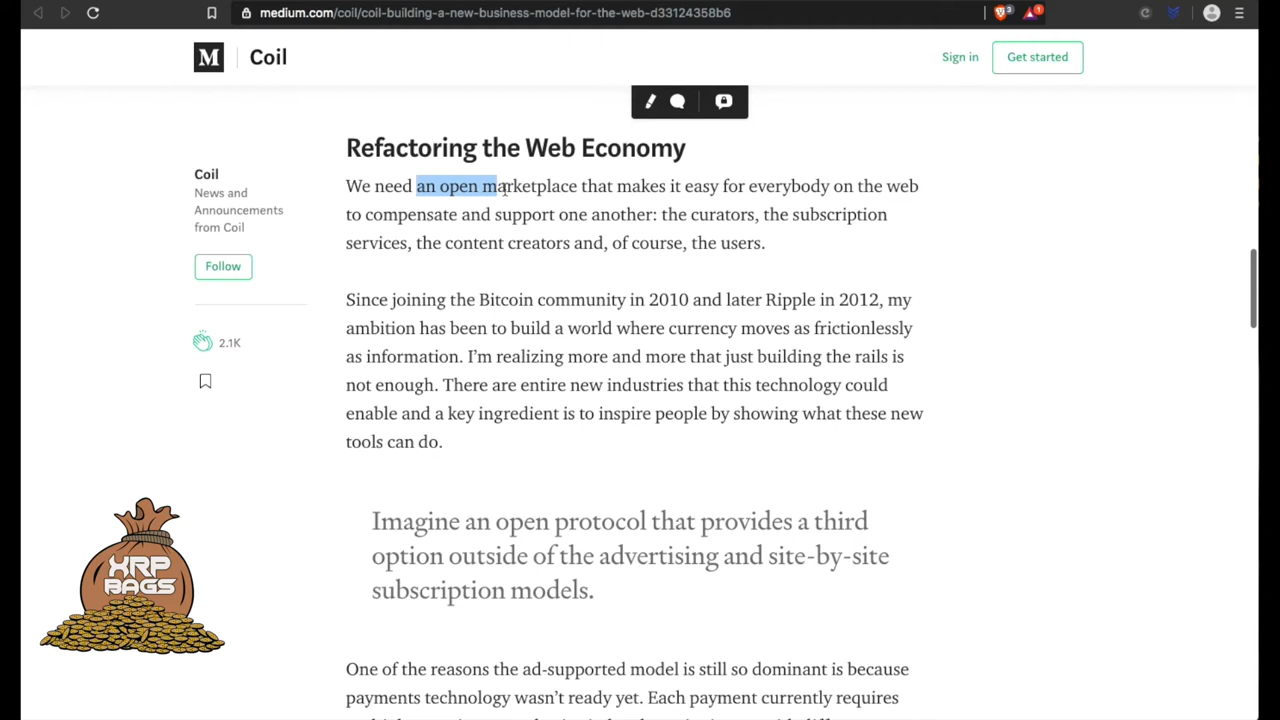 medium.com/coil/coil-building-a-new-business-model-for-the-web-d33124358b6
3
1
M
Coil
Sign in
Get started
Refactoring the Web Economy
Coil
News and
Announcements
from Coil
Follow
2.1K
We need an open marketplace that makes it easy for everybody on the web
to compensate and support one another: the curators, the subscription
services, the content creators and, of course, the users.
Since joining the Bitcoin community in 2010 and later Ripple in 2012, my
ambition has been to build a world where currency moves as frictionlessly
as information. I’m realizing more and more that just building the rails is
not enough. There are entire new industries that this technology could
enable and a key ingredient is to inspire people by showing what these new
tools can do.
Imagine an open protocol that provides a third
option outside of the advertising and site-by-site
subscription models.
XRP
BAGS
One of the reasons the ad-supported model is still so dominant is because
payments technology wasn’t ready yet. Each payment currently requires